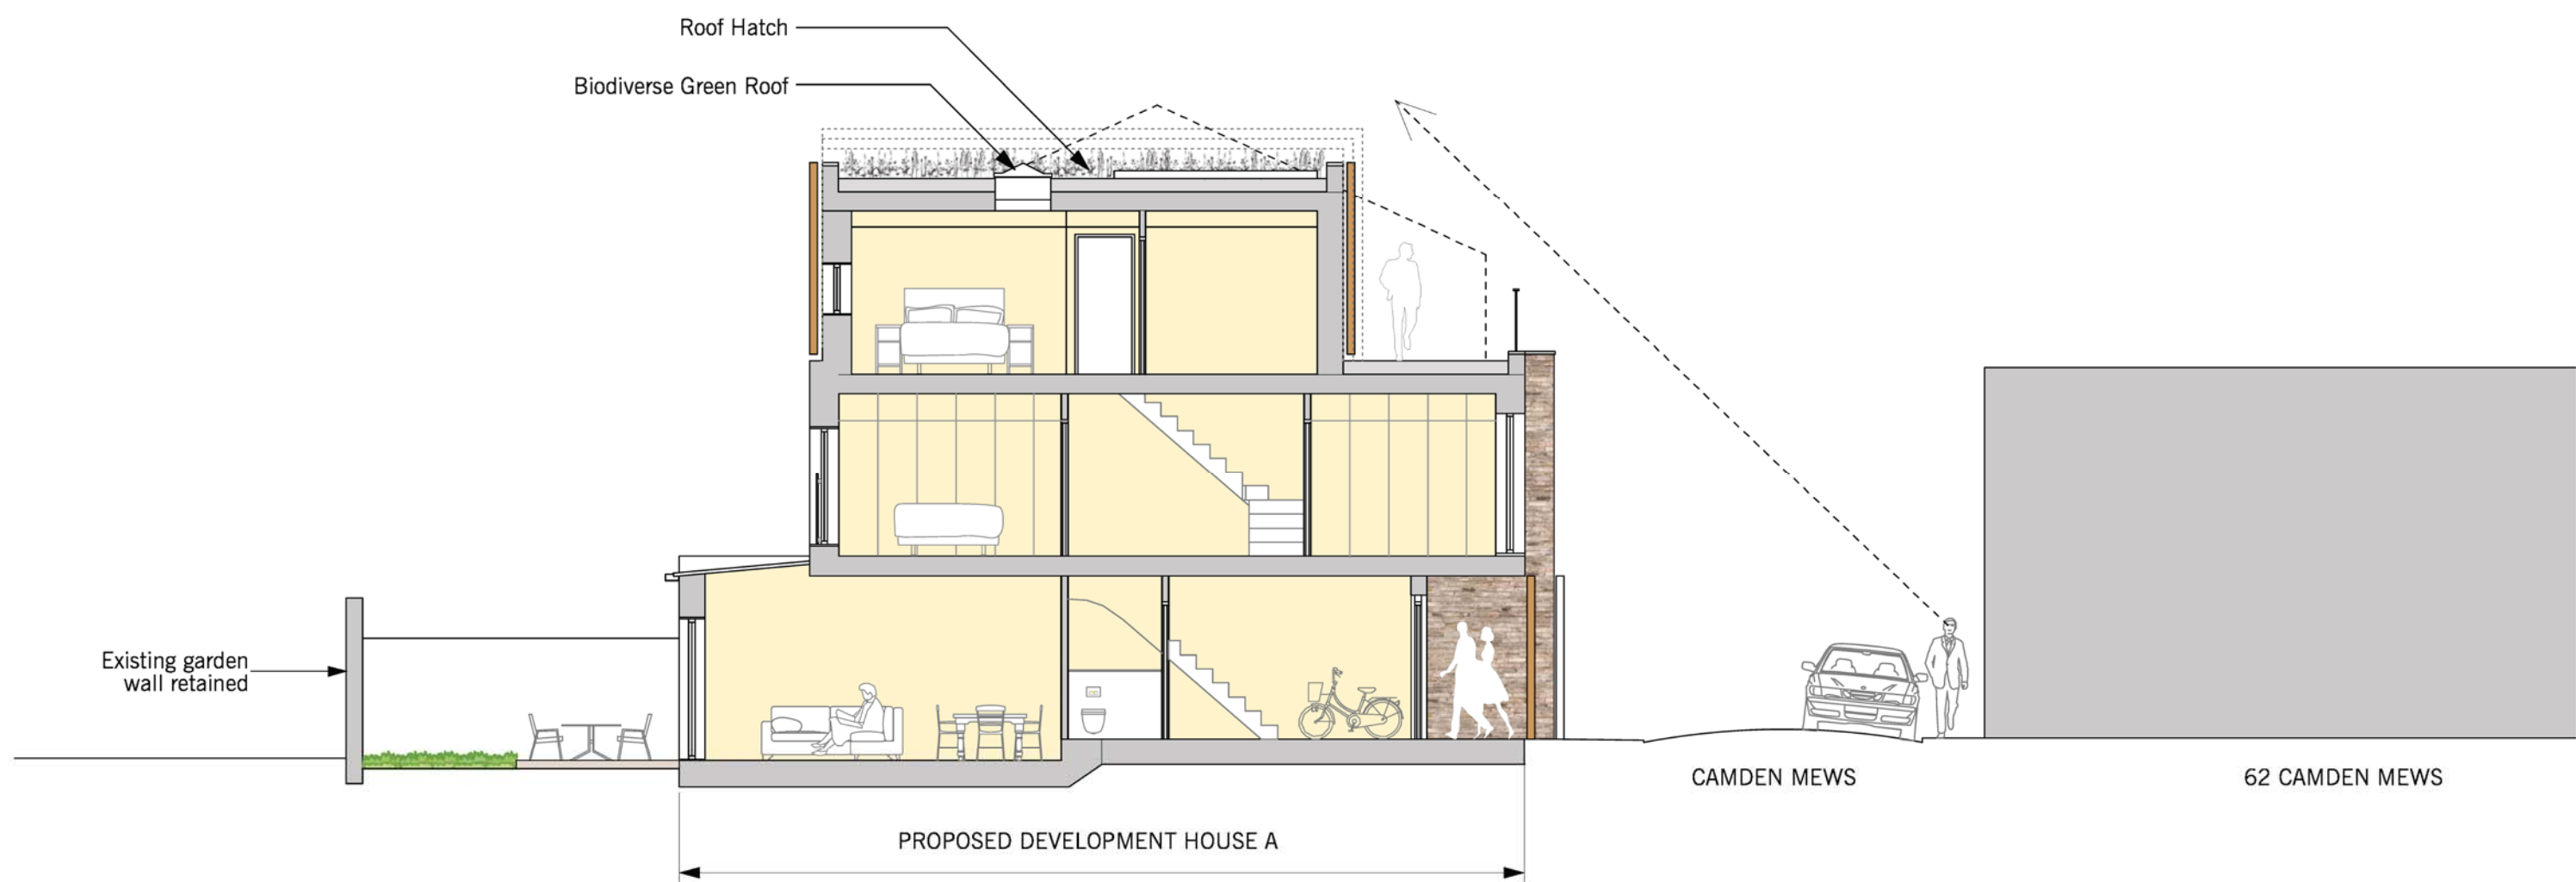 Roof Hatch
Biodiverse Green Roof
Existing garden
wall retained
CAMDEN MEWS
62 CAMDEN MEWS
PROPOSED DEVELOPMENT HOUSE A